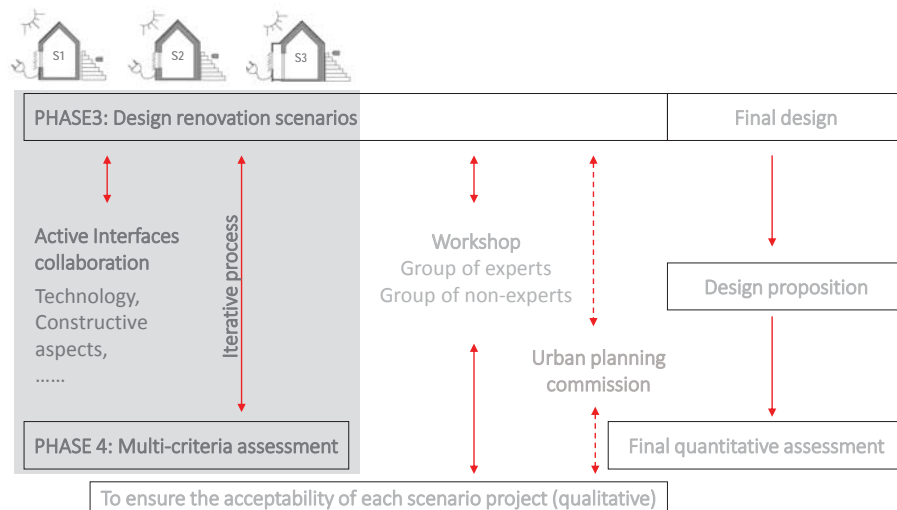 S1
S2
S3
PHASE3: Design renovation scenarios
Final design
Active Interfaces
collaboration
Technology,
Constructive
aspects,
......
Iterative process
Workshop
Group of experts
Group of non-experts
Urban planning
commission
Design proposition
PHASE 4: Multi-criteria assessment
Final quantitative assessment
To ensure the acceptability of each scenario project (qualitative)